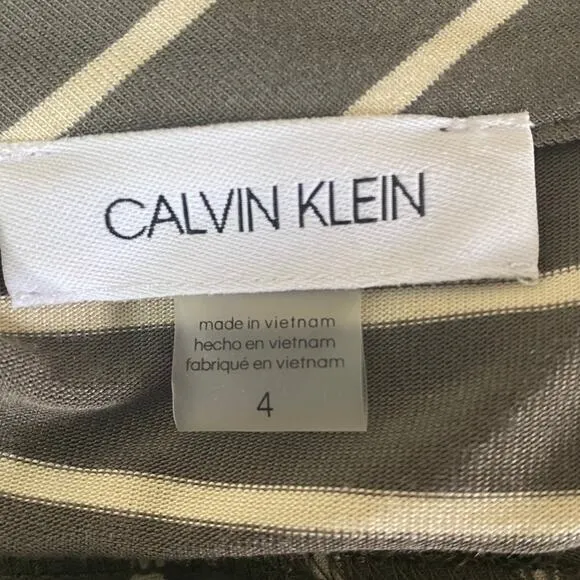 CALVIN KLEIN
made in vietnam
hecho en vietnam
fabriqué en vietnam
4